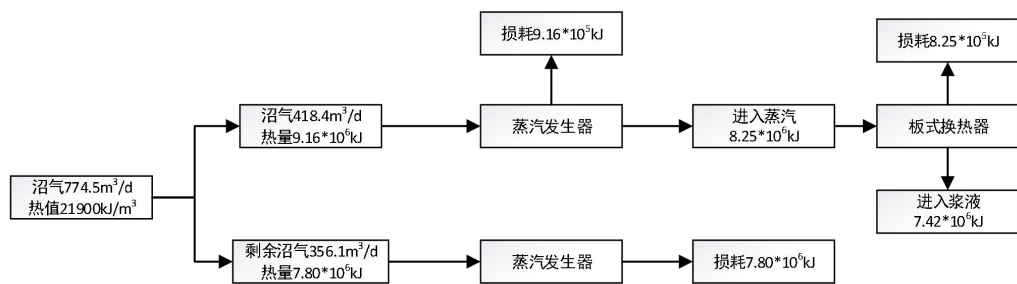 损耗9.16*10⁵kJ
损耗8.25*10⁵kJ
沼气418.4m³/d
热量9.16*10⁶kJ
蒸汽发生器
进入蒸汽
8.25*10⁶kJ
板式换热器
沼气774.5m³/d
热值21900kJ/m³
进入浆液
7.42*10⁶kJ
剩余沼气356.1m³/d
热量7.80*10⁶kJ
蒸汽发生器
损耗7.80*10⁶kJ